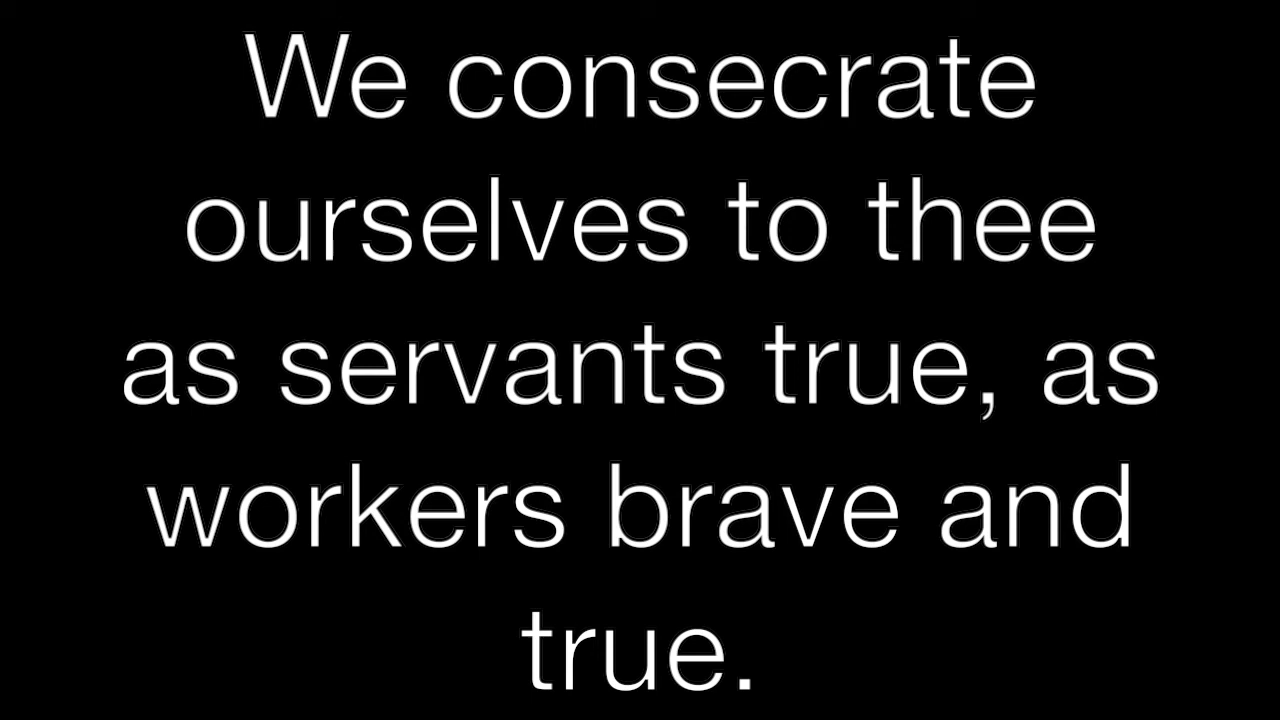 We consecrate
ourselves to thee
as servants true, as
workers brave and
true.